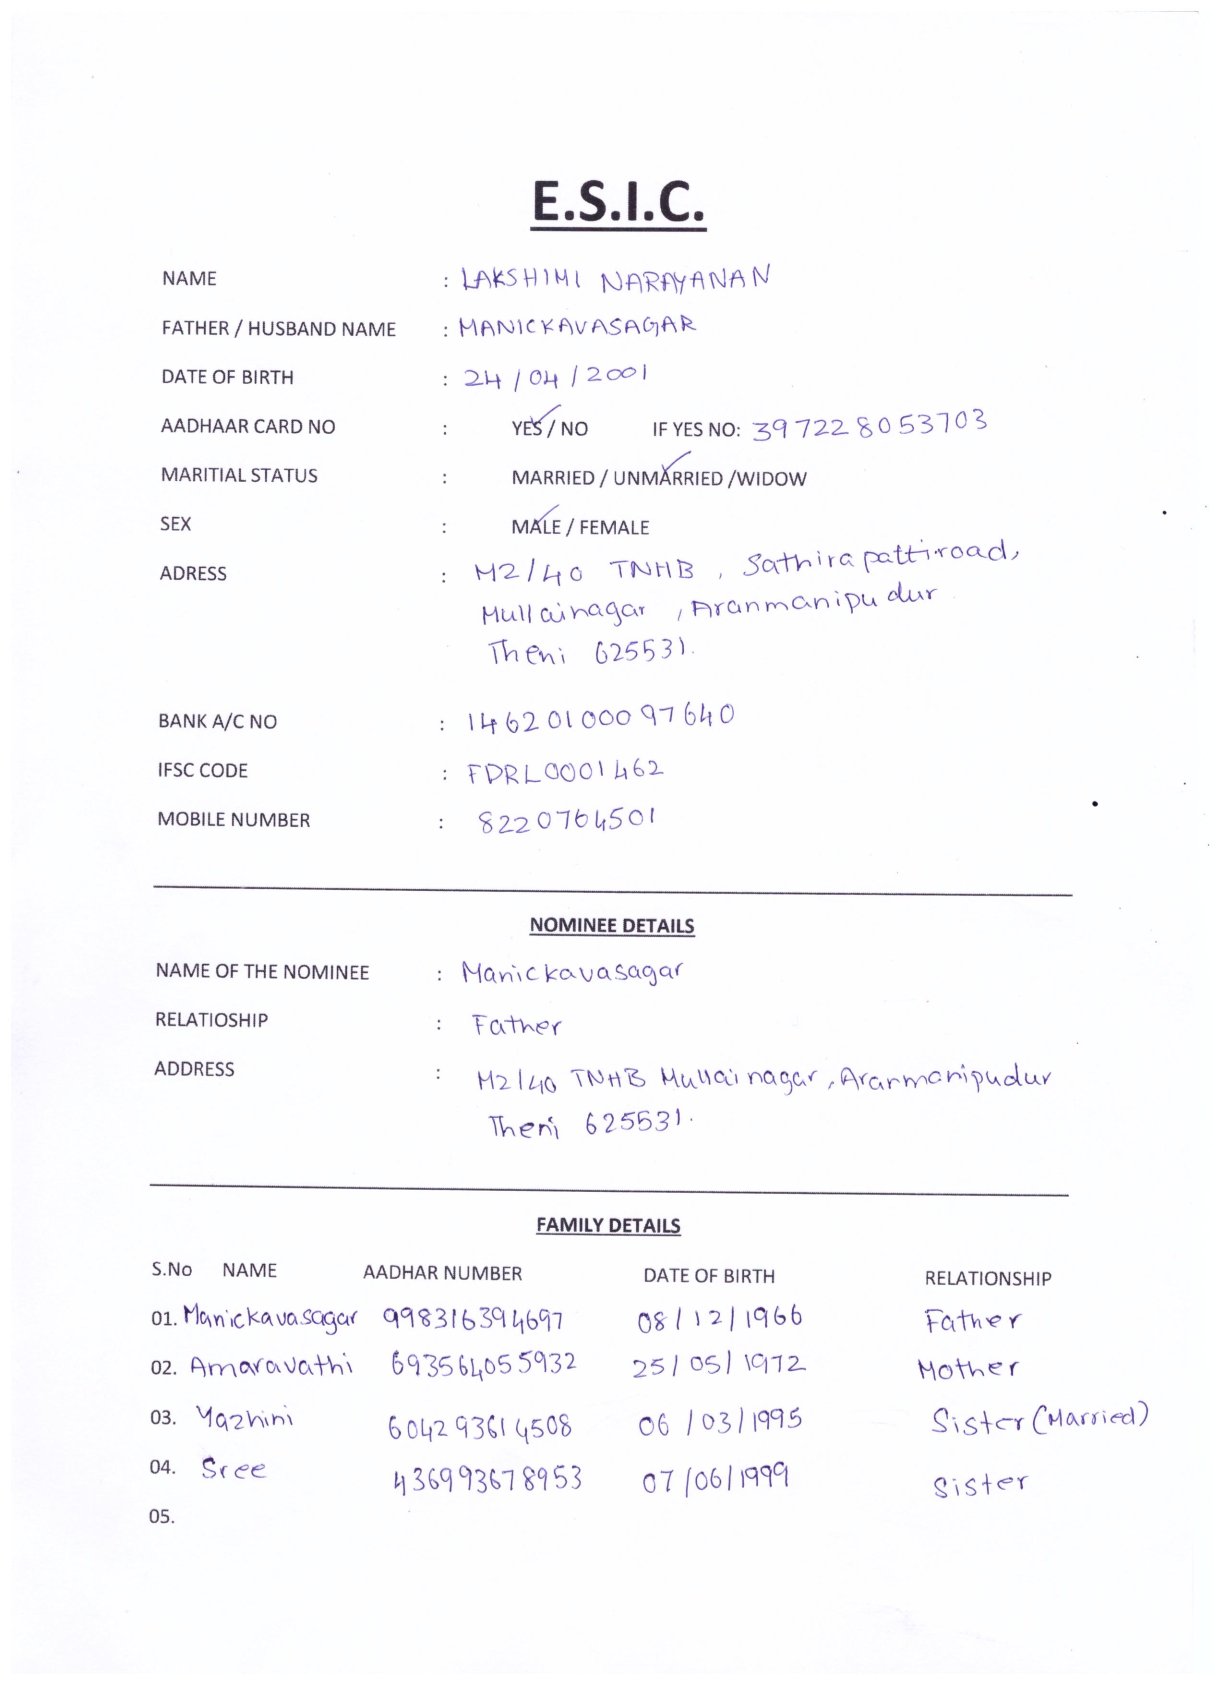 E.S.I.C.
NAME : LAKSHIMI NARAYANAN
FATHER / HUSBAND NAME : MANICKAVASAGAR
DATE OF BIRTH : 24/04/2001
AADHAAR CARD NO : YES / NO IF YES NO: 397228053703
MARITIAL STATUS : MARRIED / UNMARRIED /WIDOW
SEX : MALE / FEMALE
ADRESS : M2/40 TNHB, Sathirapattiroad,
Mullainagar, Aranmanipudur
Theni 625531.
BANK A/C NO : 14620100097640
IFSC CODE : FDRL0001462
MOBILE NUMBER : 8220764501
NOMINEE DETAILS
NAME OF THE NOMINEE : Manickavasagar
RELATIOSHIP : Father
ADDRESS : M2/40 TNHB Mullainagar, Aranmanipudur
Theni 625531.
FAMILY DETAILS
S.No NAME AADHAR NUMBER DATE OF BIRTH RELATIONSHIP
01. Manickavasagar 998316394697 08/12/1966 Father
02. Amaravathi 693564055932 25/05/1972 Mother
03. Yazhini 604293614508 06/03/1995 Sister (Married)
04. Sree 436993678953 07/06/1999 Sister
05.